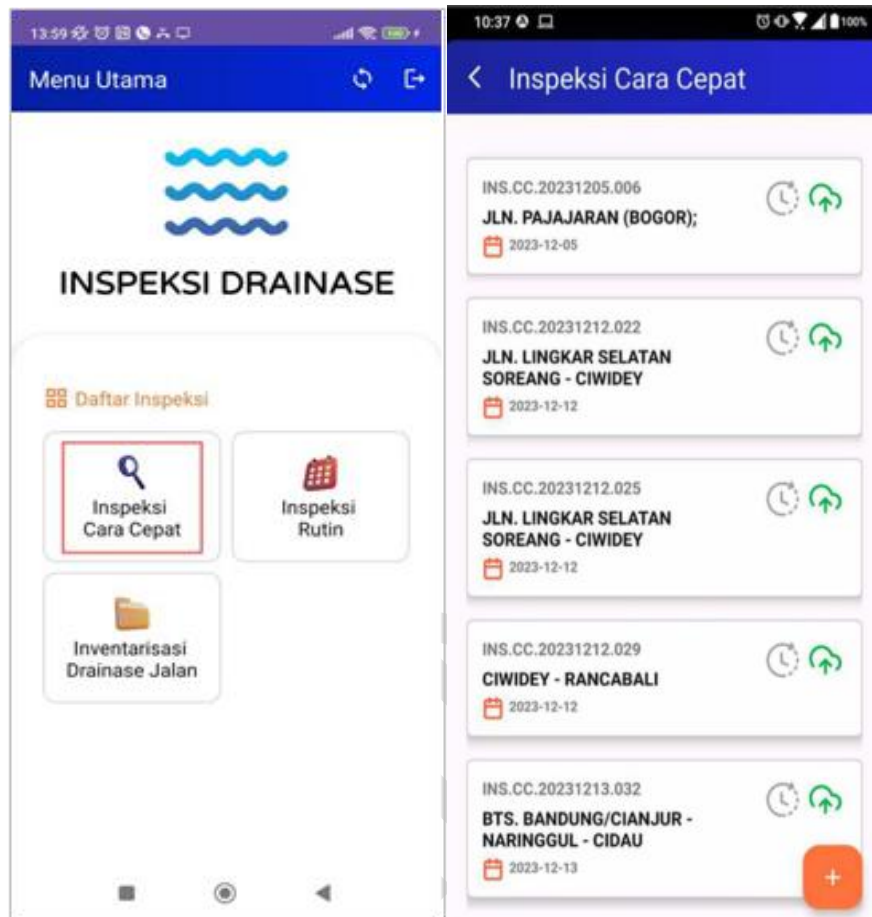 13:59
Menu Utama
INSPEKSI DRAINASE
Daftar Inspeksi
Inspeksi
Cara Cepat
Inspeksi
Rutin
Inventarisasi
Drainase Jalan
10:37
100%
Inspeksi Cara Cepat
INS.CC.20231205.006
JLN. PAJAJARAN (BOGOR);
2023-12-05
INS.CC.20231212.022
JLN. LINGKAR SELATAN
SOREANG - CIWIDEY
2023-12-12
INS.CC.20231212.025
JLN. LINGKAR SELATAN
SOREANG - CIWIDEY
2023-12-12
INS.CC.20231212.029
CIWIDEY - RANCABALI
2023-12-12
INS.CC.20231213.032
BTS. BANDUNG/CIANJUR -
NARINGGUL - CIDAU
2023-12-13
+